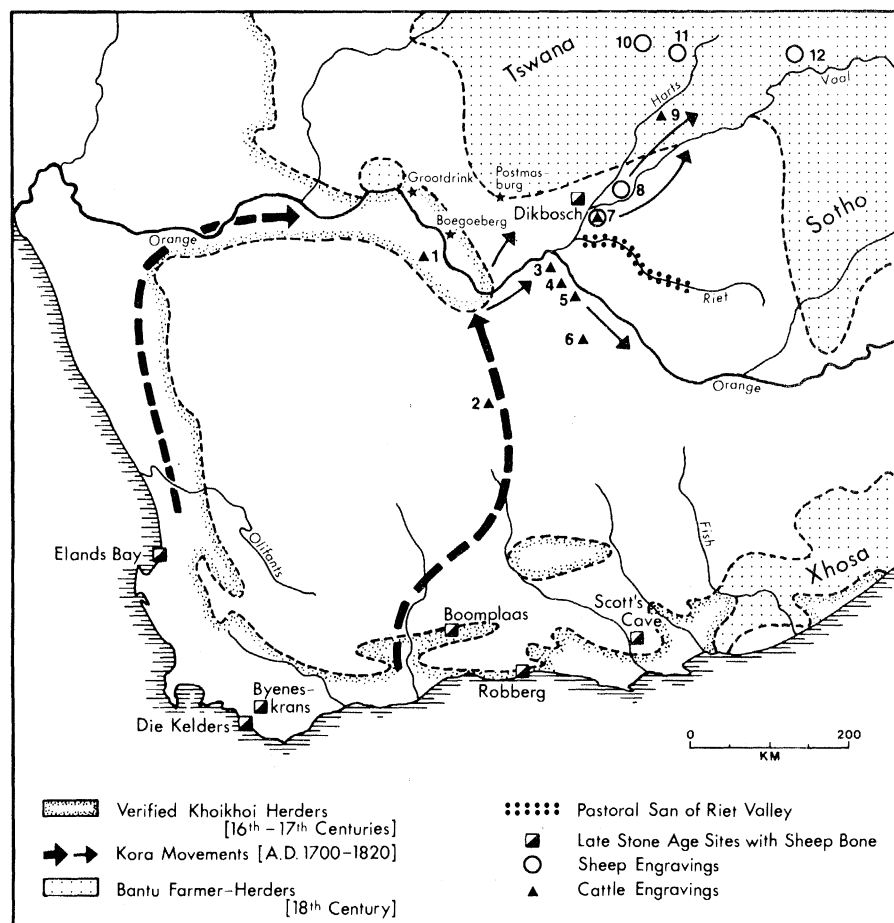 Tswana
10
11
12
Harts
Vaal
9
Grootdrink
Postmas-
burg
8
Dikbosch
7
Boegoeberg
Sotho
Orange
1
3
4
5
Riet
6
Orange
2
Elands Bay
Olifants
Fish
Xhosa
Scott's
Cave
Boomplaas
Byenes-
krans
Robberg
Die Kelders
0 200
KM
Verified Khoikhoi Herders
[16th – 17th Centuries]
Kora Movements [A.D. 1700–1820]
Bantu Farmer–Herders
[18th Century]
Pastoral San of Riet Valley
Late Stone Age Sites with Sheep Bone
Sheep Engravings
Cattle Engravings